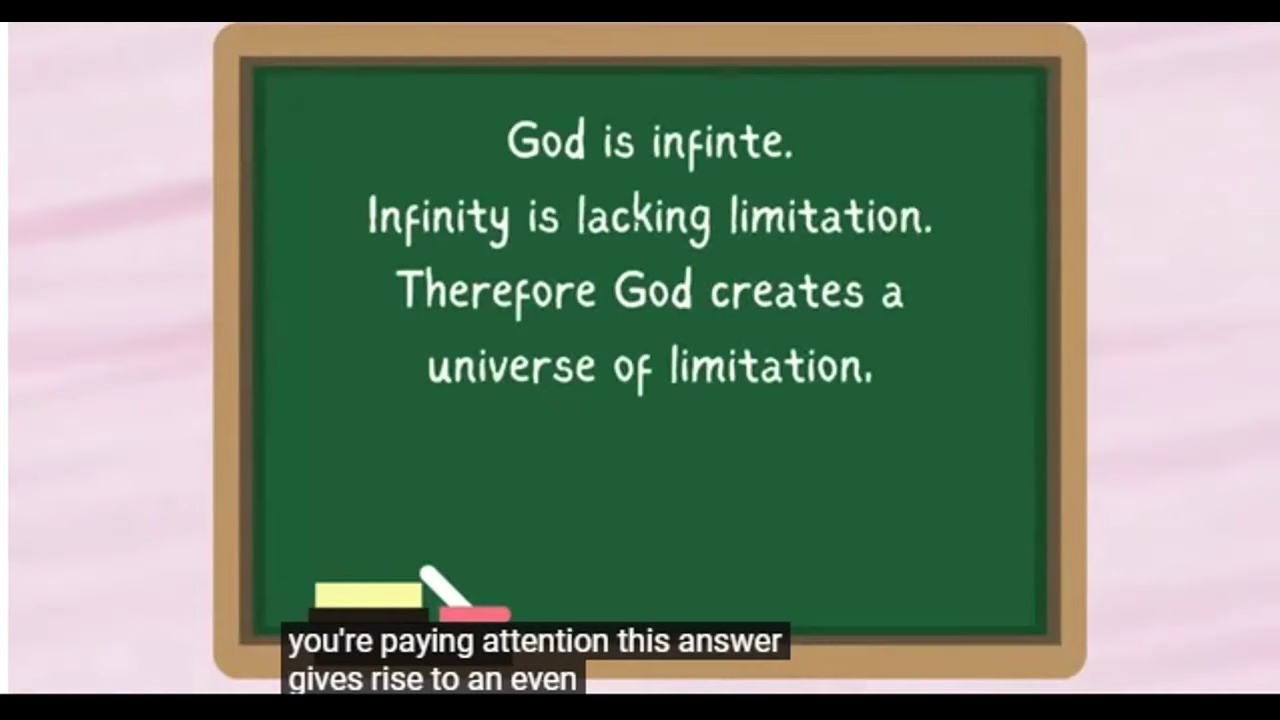 God is infinte.
Infinity is lacking limitation.
Therefore God creates a
universe of limitation.
you're paying attention this answer
gives rise to an even